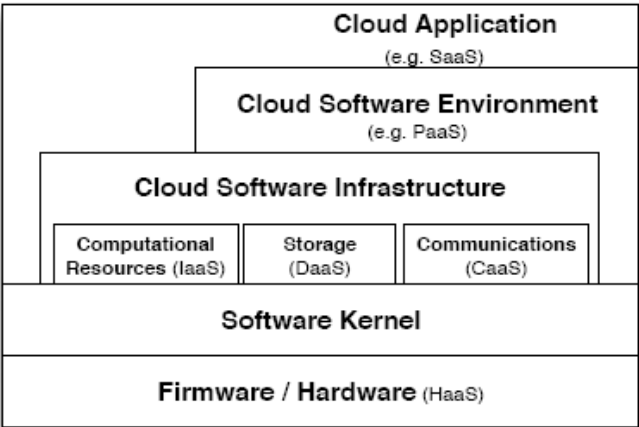 Cloud Application
(e.g. SaaS)
Cloud Software Environment
(e.g. PaaS)
Cloud Software Infrastructure
Computational
Resources (IaaS)
Storage
(DaaS)
Communications
(CaaS)
Software Kernel
Firmware / Hardware (HaaS)